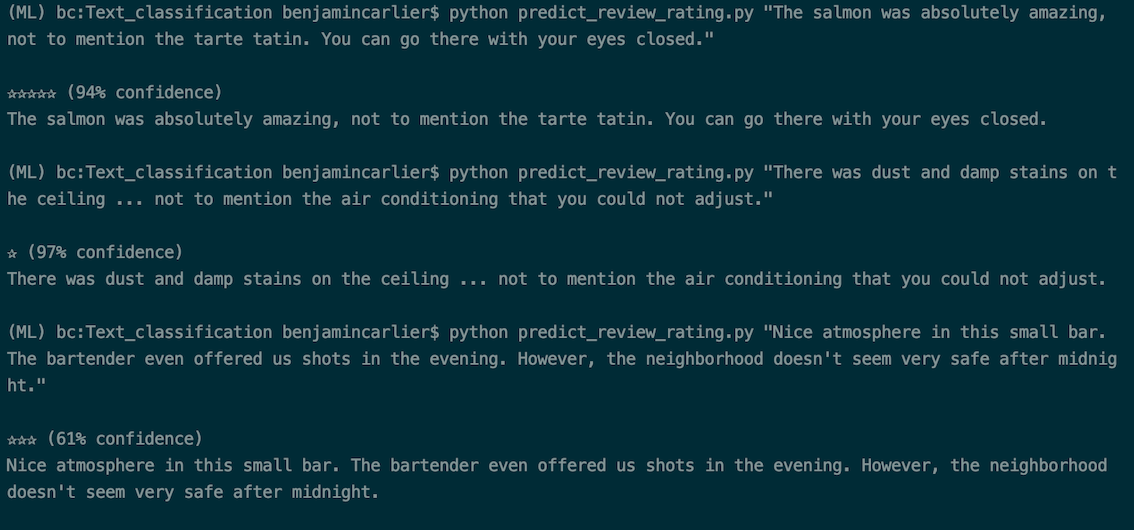 (ML) bc:Text_classification benjamincarlier$ python predict_review_rating.py "The salmon was absolutely amazing,
not to mention the tarte tatin. You can go there with your eyes closed."
☆☆☆☆☆ (94% confidence)
The salmon was absolutely amazing, not to mention the tarte tatin. You can go there with your eyes closed.
(ML) bc:Text_classification benjamincarlier$ python predict_review_rating.py "There was dust and damp stains on t
he ceiling ... not to mention the air conditioning that you could not adjust."
☆ (97% confidence)
There was dust and damp stains on the ceiling ... not to mention the air conditioning that you could not adjust.
(ML) bc:Text_classification benjamincarlier$ python predict_review_rating.py "Nice atmosphere in this small bar.
The bartender even offered us shots in the evening. However, the neighborhood doesn't seem very safe after midnig
ht."
☆☆☆ (61% confidence)
Nice atmosphere in this small bar. The bartender even offered us shots in the evening. However, the neighborhood
doesn't seem very safe after midnight.